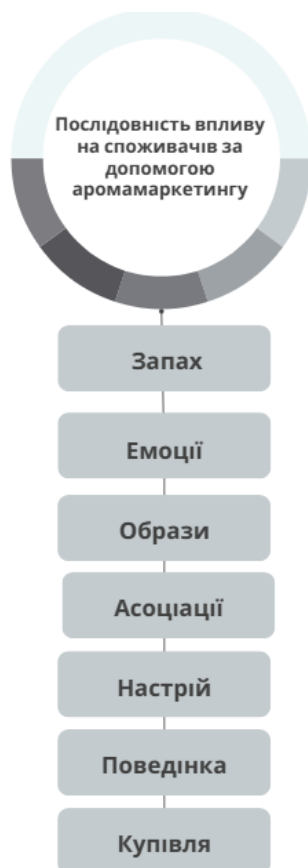 Послідовність впливу
на споживачів за
допомогою
аромамаркетингу
Запах
Емоції
Образи
Асоціації
Настрій
Поведінка
Купівля